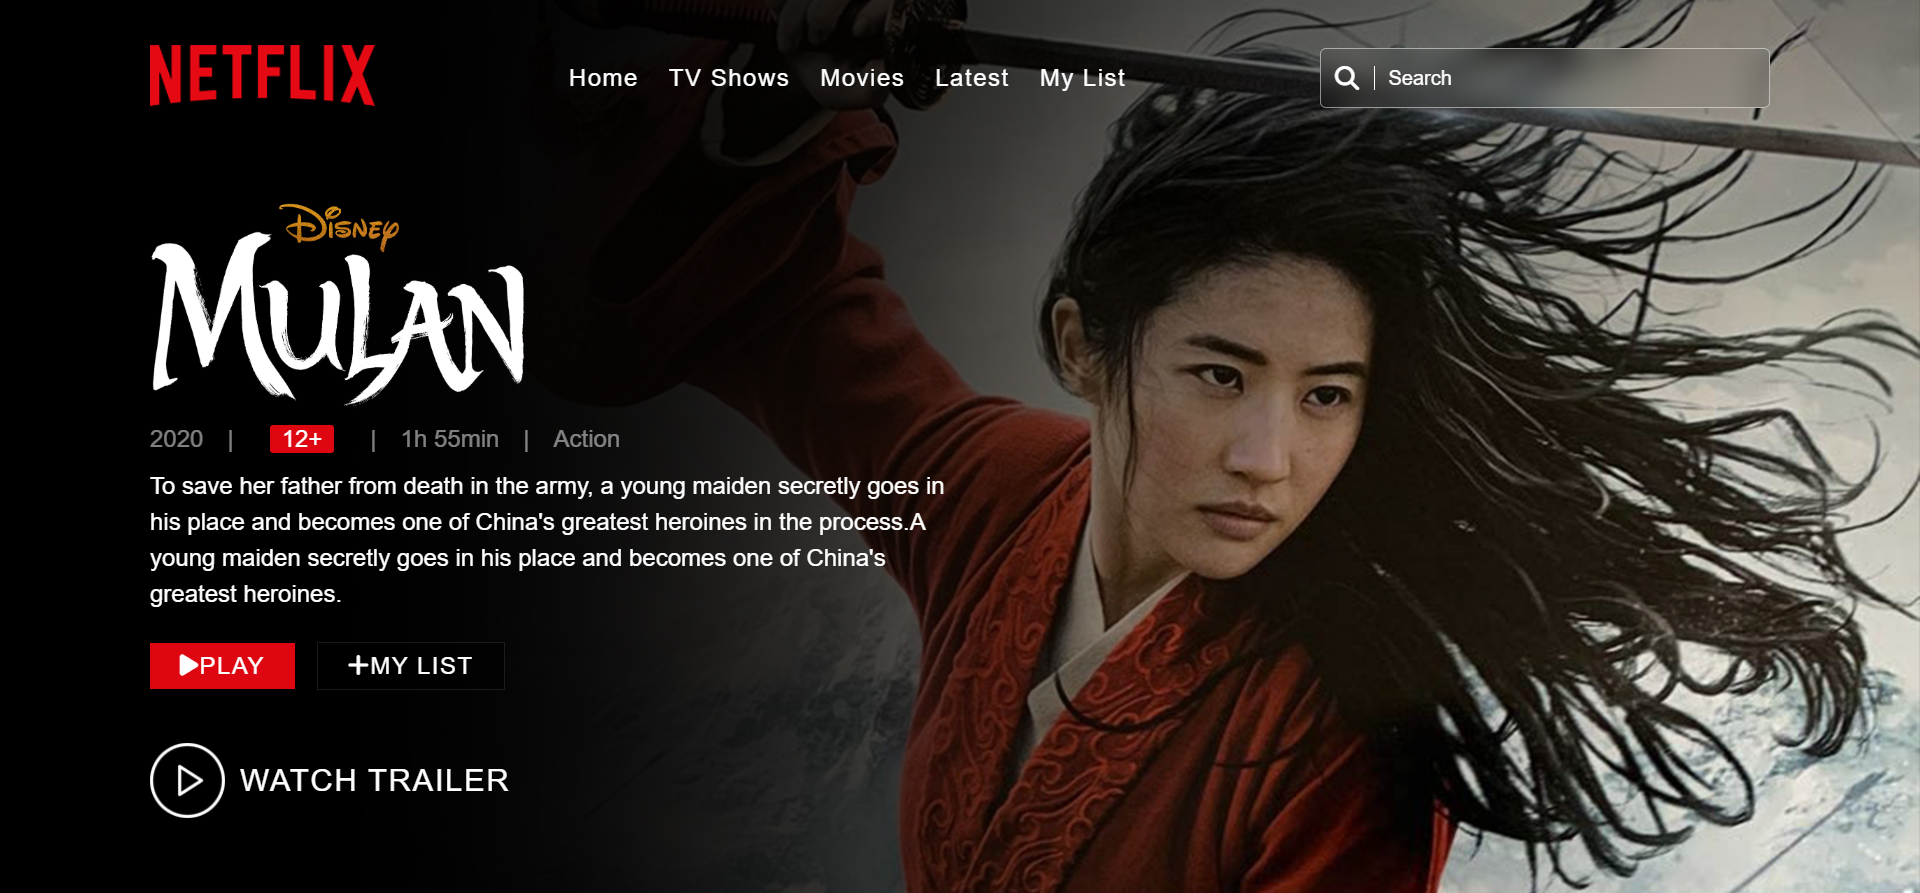 NETFLIX
Home TV Shows Movies Latest My List
Search
Disney
MULAN
2020 | 12+ | 1h 55min | Action
To save her father from death in the army, a young maiden secretly goes in
his place and becomes one of China's greatest heroines in the process.A
young maiden secretly goes in his place and becomes one of China's
greatest heroines.
PLAY
MY LIST
WATCH TRAILER